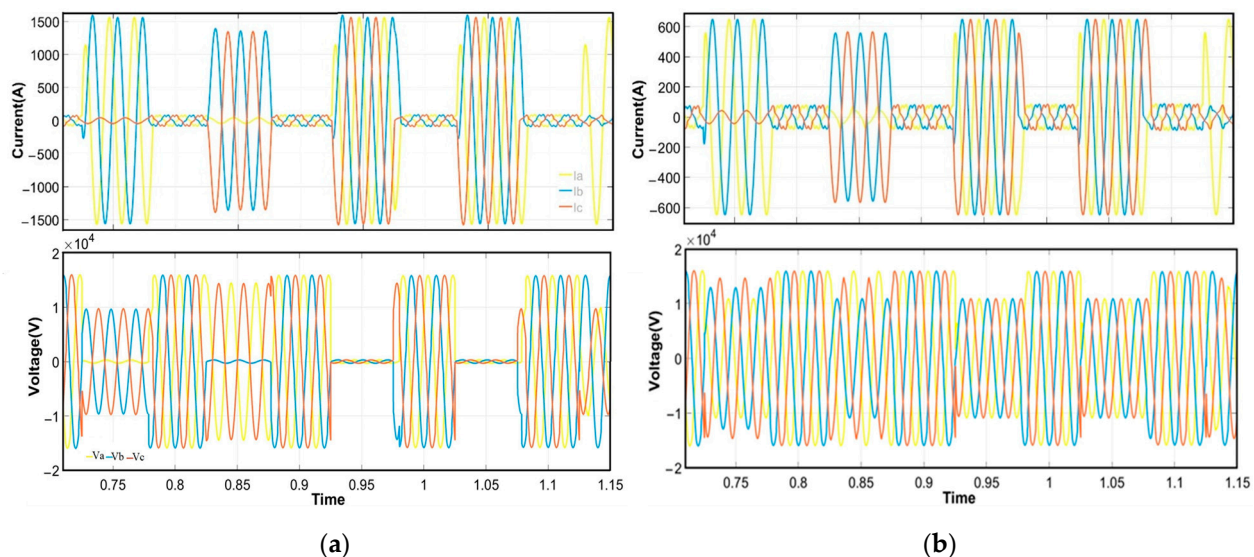 1500
1000
500
0
−500
−1000
−1500
Current(A)
Ia
Ib
Ic
×10⁴
2
1
0
−1
−2
Voltage(V)
Va Vb Vc
0.75 0.8 0.85 0.9 0.95 1 1.05 1.1 1.15
Time
(a)
600
400
200
0
−200
−400
−600
Current(A)
×10⁴
2
1
0
−1
−2
Voltage(V)
0.75 0.8 0.85 0.9 0.95 1 1.05 1.1 1.15
Time
(b)